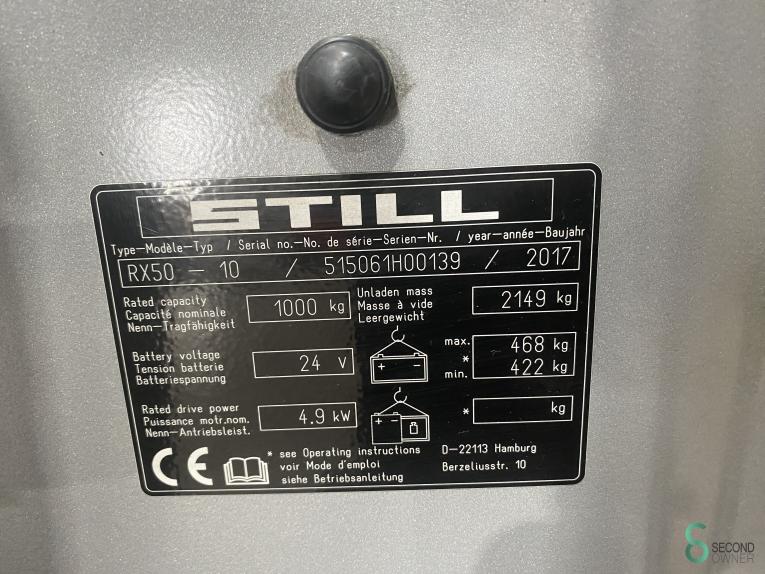 STILL
Type-Modèle-Typ / Serial no.-No. de série-Serien-Nr. / year-année-Baujahr
RX50 - 10 / 515061H00139 / 2017
Rated capacity
Capacité nominale
Nenn-Tragfähigkeit
1000 kg
Unladen mass
Masse à vide
Leergewicht
2149 kg
Battery voltage
Tension batterie
Batteriespannung
24 V
+ -
max. 468 kg
*
min. 422 kg
Rated drive power
Puissance motr.nom.
Nenn-Antriebsleist.
4.9 kW
+ -
* kg
CE
* see Operating instructions
voir Mode d'emploi
siehe Betriebsanleitung
D-22113 Hamburg
Berzeliusstr. 10
SECOND
OWNER